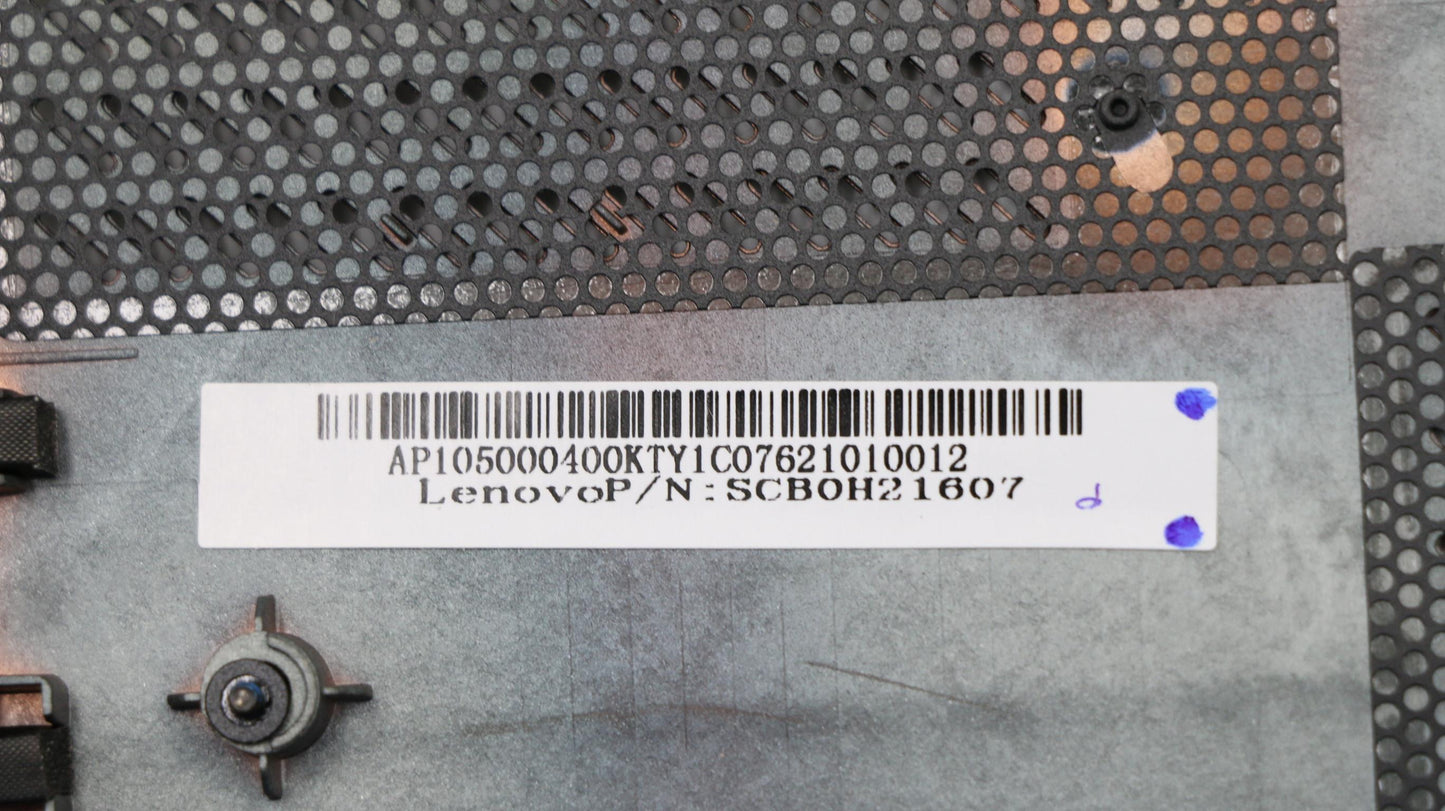 AP105000400KTY1C07621010012
LenovoP/N:SCB0H21607